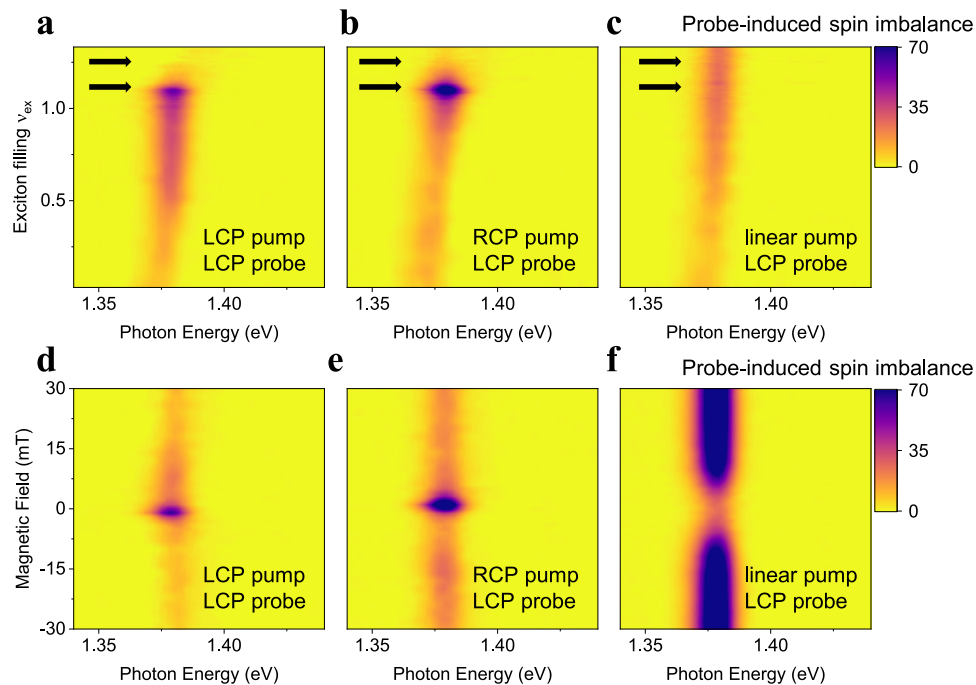 a
b
c
Probe-induced spin imbalance
70
35
0
Exciton filling νex
1.0
0.5
LCP pump
LCP probe
RCP pump
LCP probe
linear pump
LCP probe
1.35
1.40
1.35
1.40
1.35
1.40
Photon Energy (eV)
Photon Energy (eV)
Photon Energy (eV)
d
e
f
Probe-induced spin imbalance
70
35
0
Magnetic Field (mT)
30
15
0
-15
-30
LCP pump
LCP probe
RCP pump
LCP probe
linear pump
LCP probe
1.35
1.40
1.35
1.40
1.35
1.40
Photon Energy (eV)
Photon Energy (eV)
Photon Energy (eV)